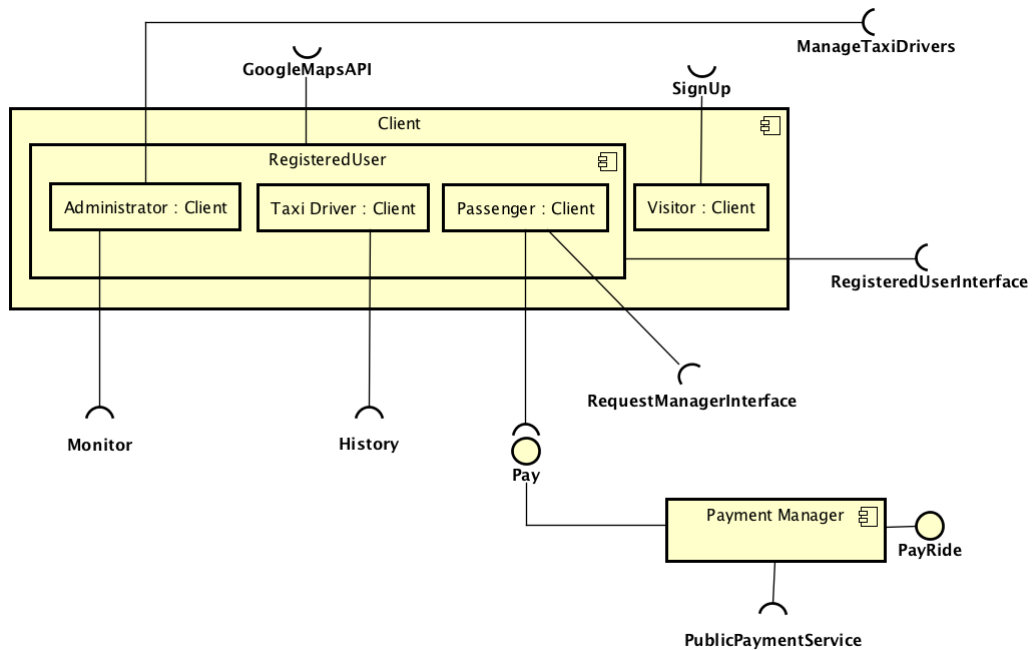 ManageTaxiDrivers
GoogleMapsAPI
SignUp
Client
RegisteredUser
Administrator : Client
Taxi Driver : Client
Passenger : Client
Visitor : Client
RegisteredUserInterface
RequestManagerInterface
Monitor
History
Pay
Payment Manager
PayRide
PublicPaymentService